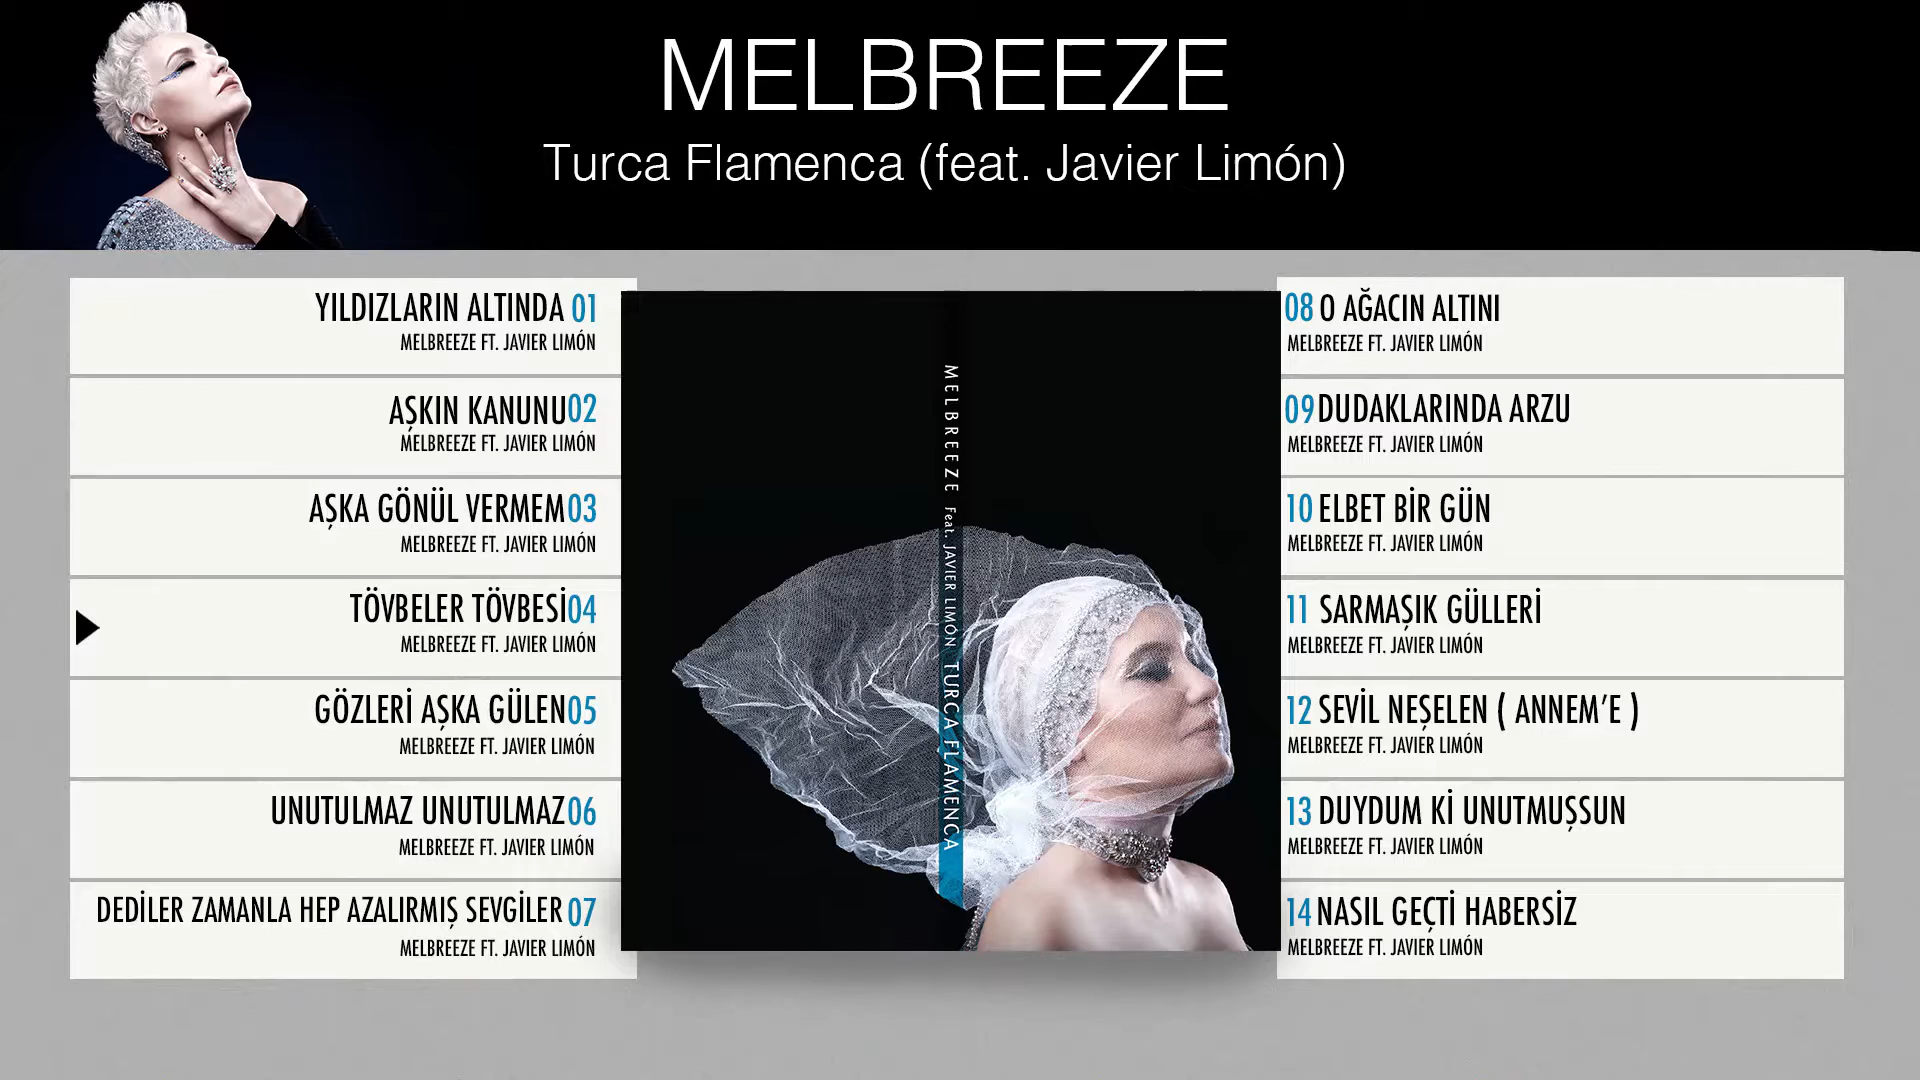 MELBREEZE
Turca Flamenca (feat. Javier Limón)
YILDIZLARIN ALTINDA 01
MELBREEZE FT. JAVIER LIMÓN
AŞKIN KANUNU02
MELBREEZE FT. JAVIER LIMÓN
AŞKA GÖNÜL VERMEM03
MELBREEZE FT. JAVIER LIMÓN
TÖVBELER TÖVBESİ04
MELBREEZE FT. JAVIER LIMÓN
GÖZLERİ AŞKA GÜLEN05
MELBREEZE FT. JAVIER LIMÓN
UNUTULMAZ UNUTULMAZ06
MELBREEZE FT. JAVIER LIMÓN
DEDİLER ZAMANLA HEP AZALIRMIŞ SEVGİLER 07
MELBREEZE FT. JAVIER LIMÓN
MELBREEZE Feat. JAVIER LIMÓN TURCA FLAMENCA
08 O AĞACIN ALTINI
MELBREEZE FT. JAVIER LIMÓN
09 DUDAKLARINDA ARZU
MELBREEZE FT. JAVIER LIMÓN
10 ELBET BİR GÜN
MELBREEZE FT. JAVIER LIMÓN
11 SARMAŞIK GÜLLERİ
MELBREEZE FT. JAVIER LIMÓN
12 SEVİL NEŞELEN ( ANNEM’E )
MELBREEZE FT. JAVIER LIMÓN
13 DUYDUM Kİ UNUTMUŞSUN
MELBREEZE FT. JAVIER LIMÓN
14 NASIL GEÇTİ HABERSİZ
MELBREEZE FT. JAVIER LIMÓN